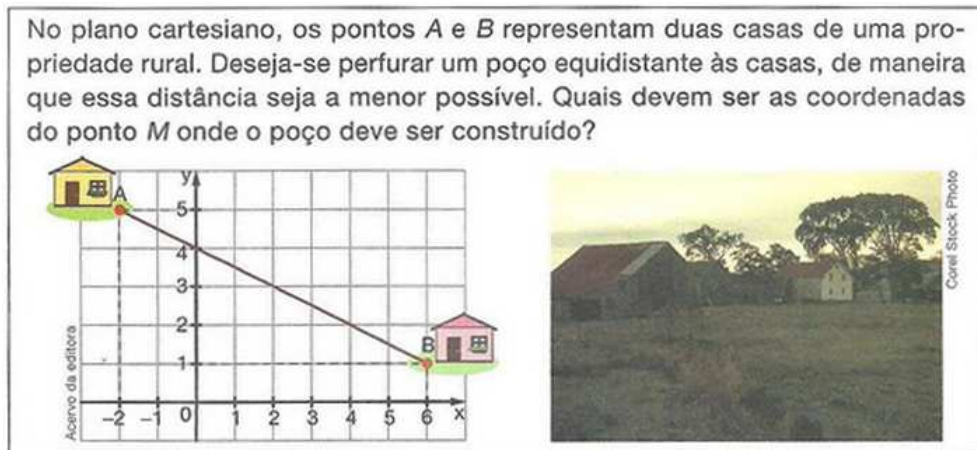 No plano cartesiano, os pontos A e B representam duas casas de uma pro-
priedade rural. Deseja-se perfurar um poço equidistante às casas, de maneira
que essa distância seja a menor possível. Quais devem ser as coordenadas
do ponto M onde o poço deve ser construído?
y
A
5
4
3
2
B
1
-2 -1 0 1 2 3 4 5 6 x
Acervo da editora
Corel Stock Photo